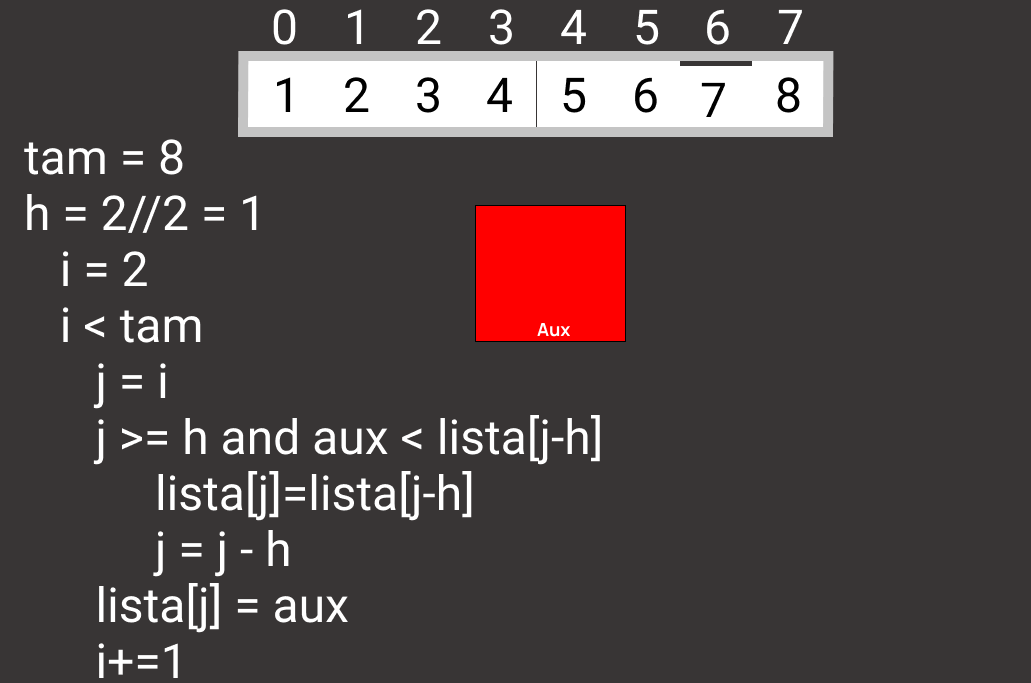 0 1 2 3 4 5 6 7
1 2 3 4 5 6 7 8
tam = 8
h = 2//2 = 1
i = 2
i < tam
j = i
j >= h and aux < lista[j-h]
lista[j]=lista[j-h]
j = j - h
lista[j] = aux
i+=1
Aux